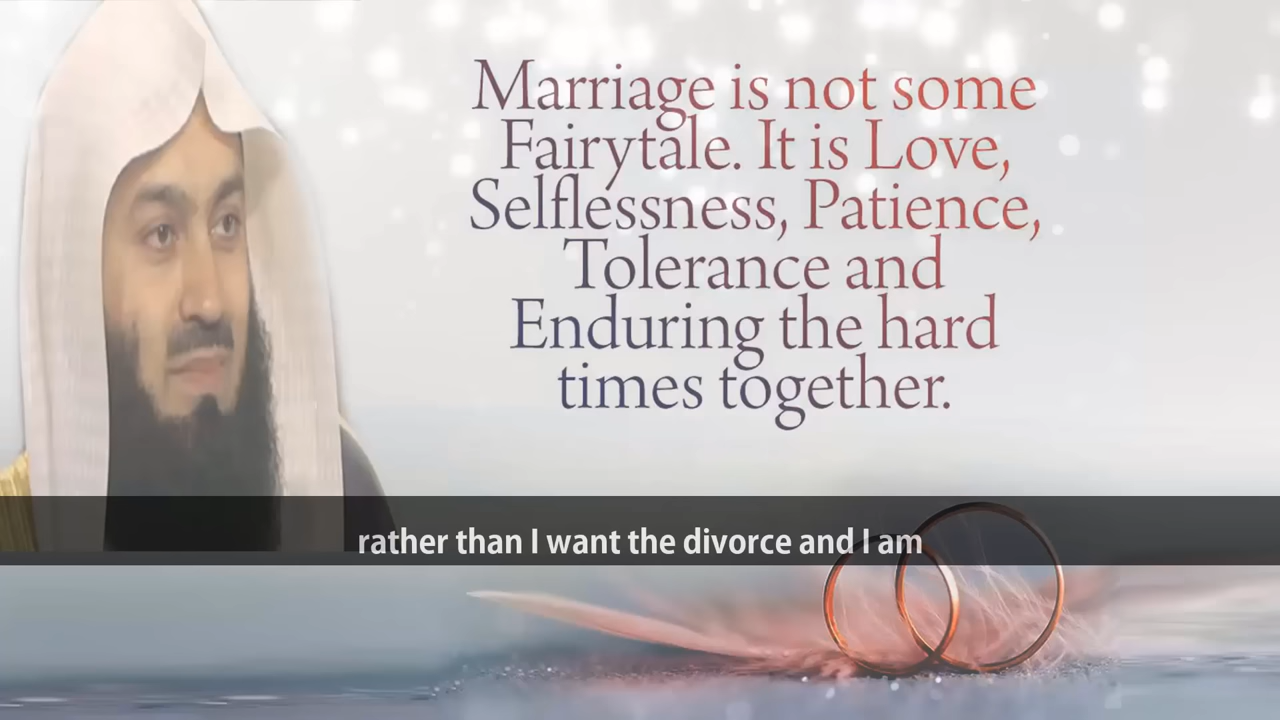 Marriage is not some
Fairytale. It is Love,
Selflessness, Patience,
Tolerance and
Enduring the hard
times together.
rather than I want the divorce and I am